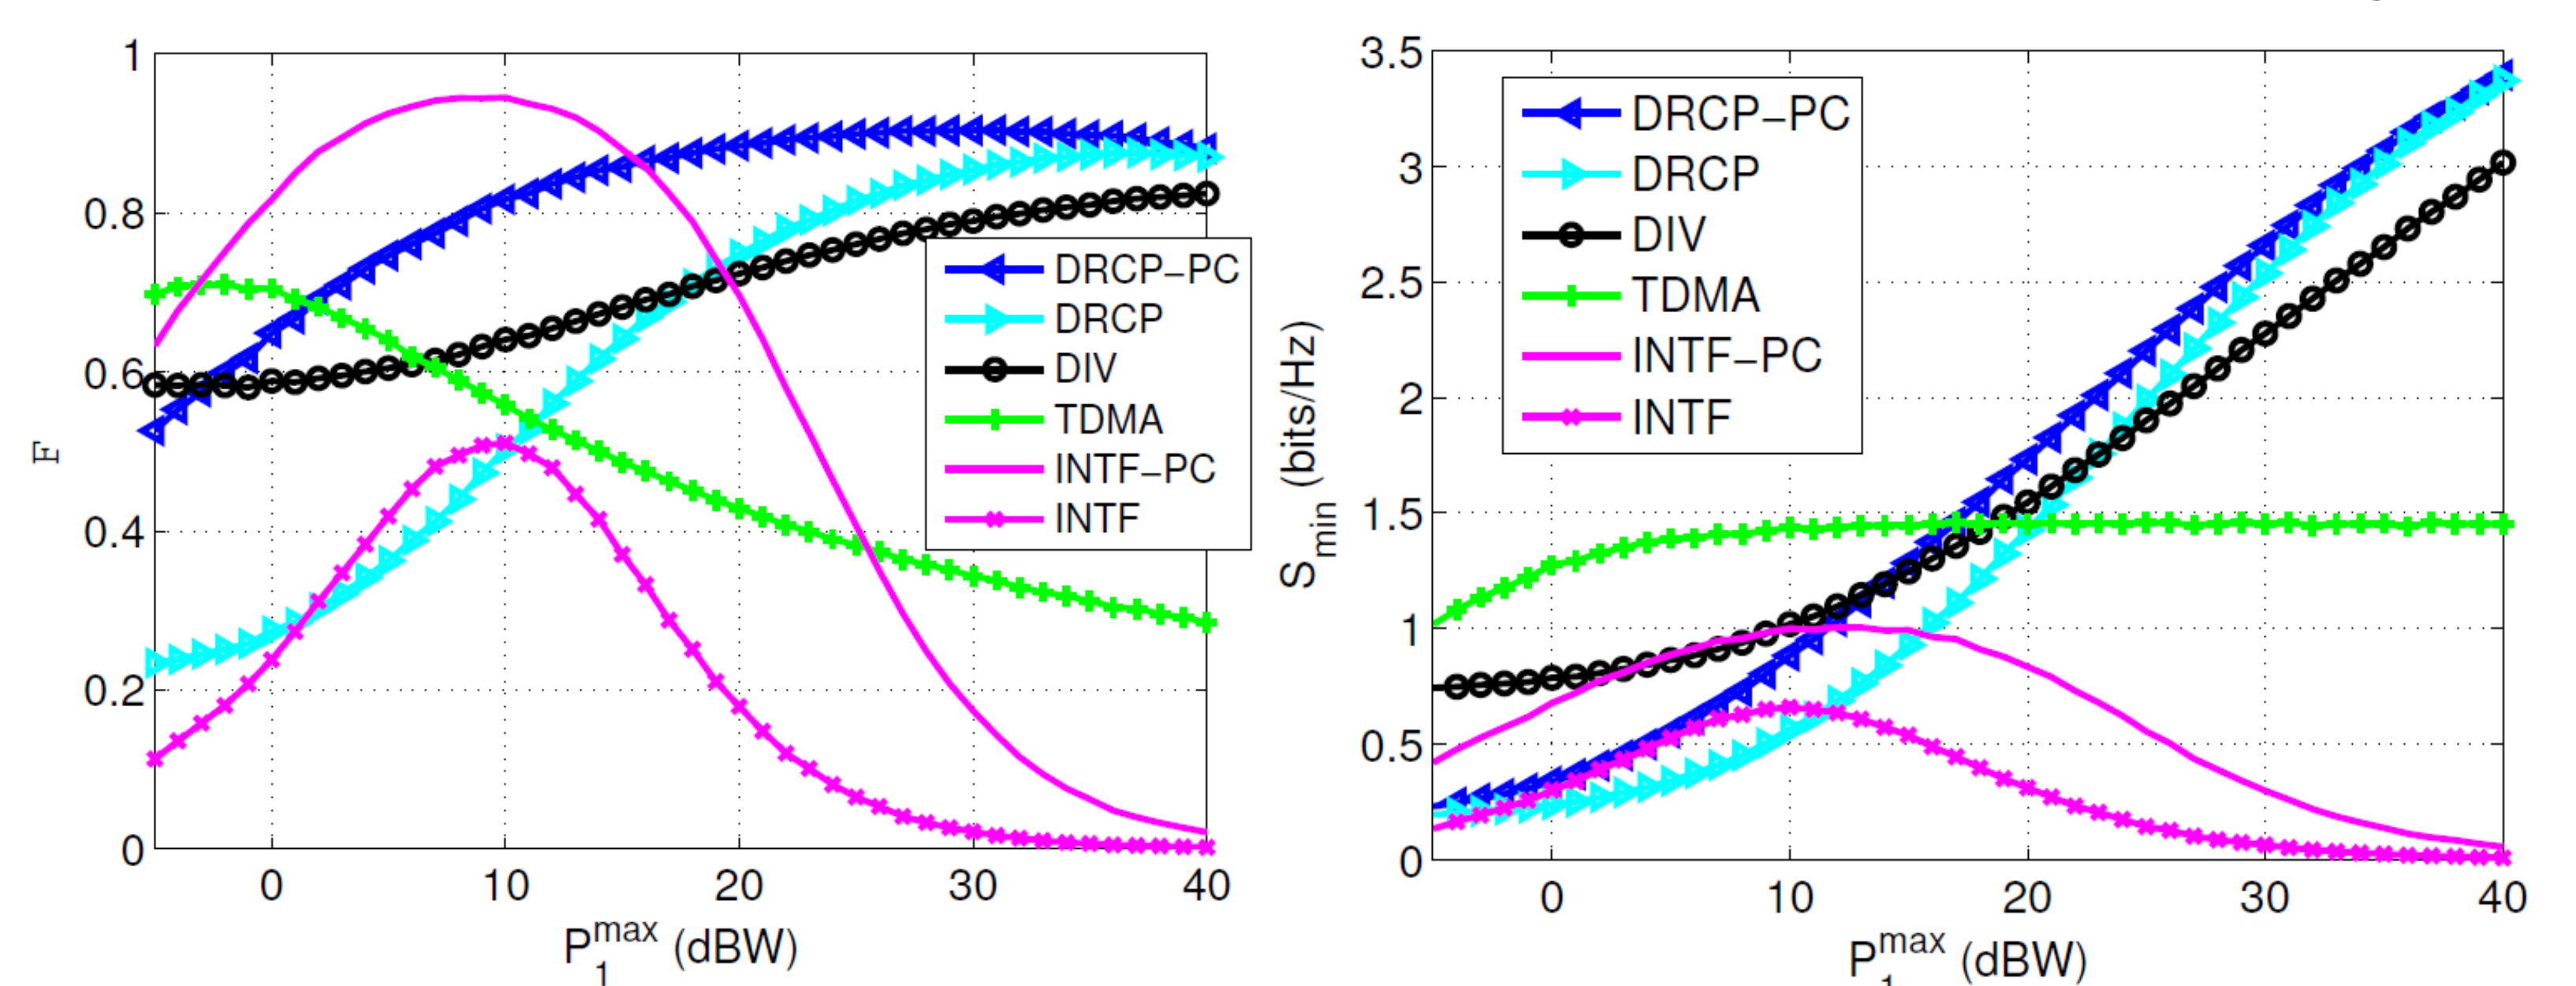 1
0.8
0.6
0.4
0.2
0
F
0 10 20 30 40
P₁ᵐᵃˣ (dBW)
DRCP–PC
DRCP
DIV
TDMA
INTF–PC
INTF
3.5
3
2.5
2
1.5
1
0.5
0
Sₘᵢₙ (bits/Hz)
0 10 20 30 40
P₁ᵐᵃˣ (dBW)
DRCP–PC
DRCP
DIV
TDMA
INTF–PC
INTF